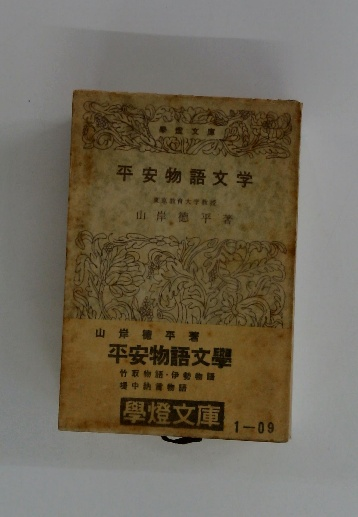 學燈文庫
平安物語文学
東京教育大学教授
山岸徳平著
山岸徳平著
平安物語文學
竹取物語・伊勢物語
堤中納言物語
學燈文庫
1—09